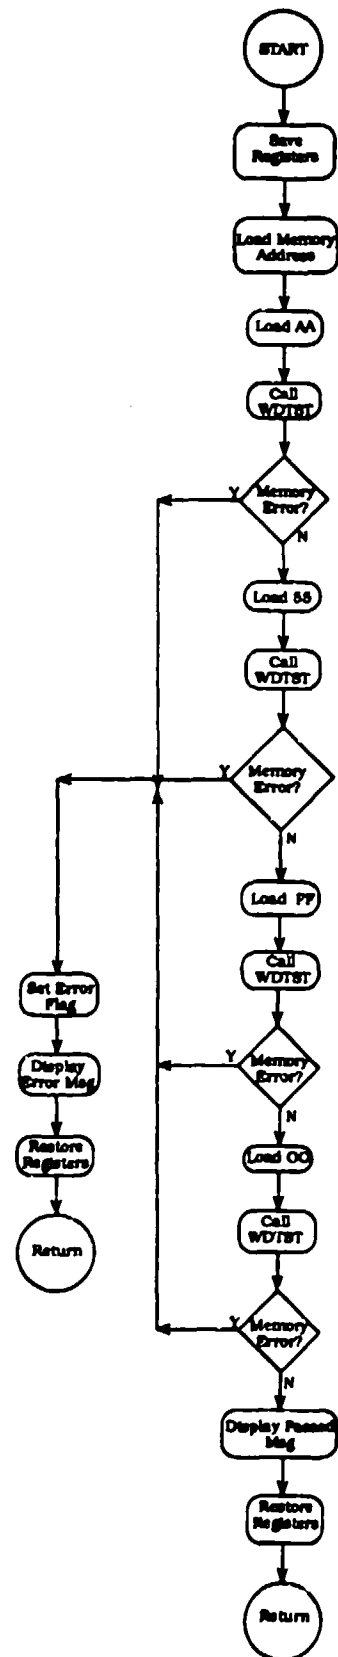 START
Save
Registers
Load Memory
Address
Load AA
Call
WDTST
Memory
Error?
Y
N
Load 55
Call
WDTST
Memory
Error?
Y
N
Load FF
Call
WDTST
Memory
Error?
Y
N
Load OO
Call
WDTST
Memory
Error?
Y
N
Display Passed
Msg
Restore
Registers
Return
Set Error
Flag
Display
Error Msg
Restore
Registers
Return